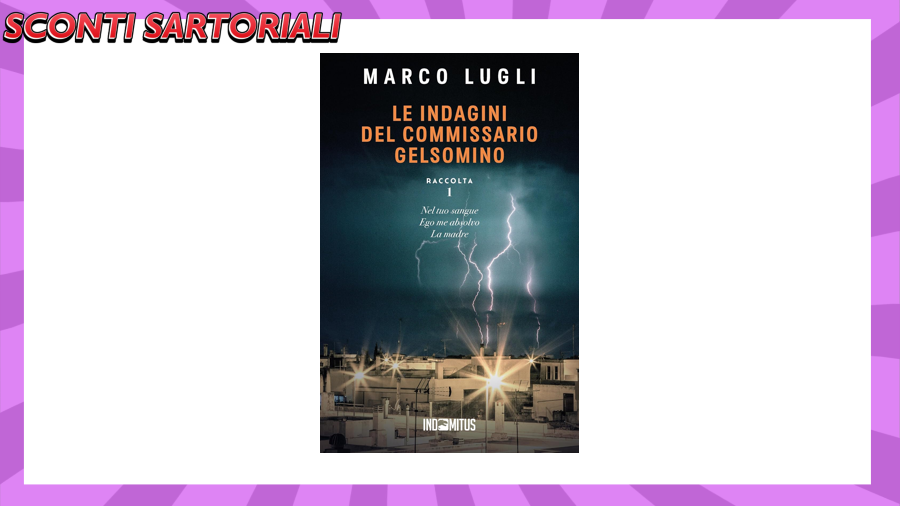 SCONTI SARTORIALI
MARCO LUGLI
LE INDAGINI
DEL COMMISSARIO
GELSOMINO
RACCOLTA
1
Nel tuo sangue
Ego me absolvo
La madre
INDOMITUS